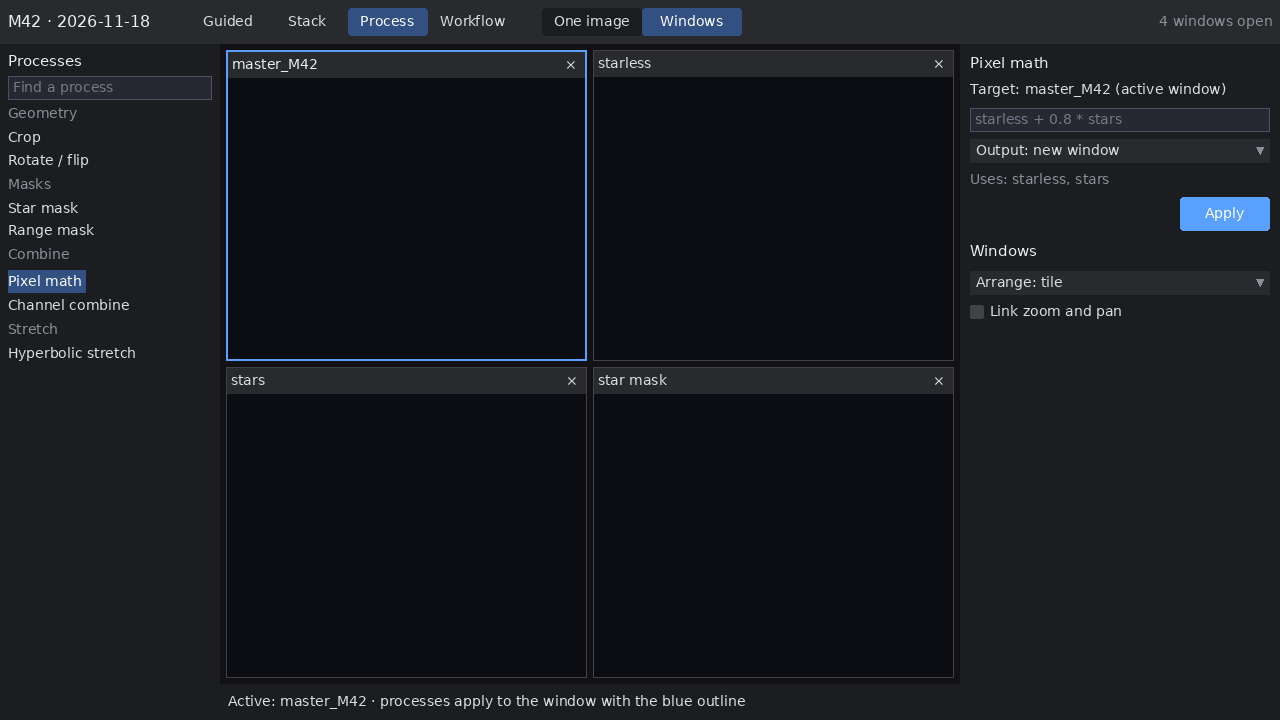 M42 · 2026-11-18
Guided
Stack
Process
Workflow
One image
Windows
4 windows open
Processes
Find a process
Geometry
Crop
Rotate / flip
Masks
Star mask
Range mask
Combine
Pixel math
Channel combine
Stretch
Hyperbolic stretch
master_M42 ×
starless ×
stars ×
star mask ×
Active: master_M42 · processes apply to the window with the blue outline
Pixel math
Target: master_M42 (active window)
starless + 0.8 * stars
Output: new window
Uses: starless, stars
Apply
Windows
Arrange: tile
Link zoom and pan